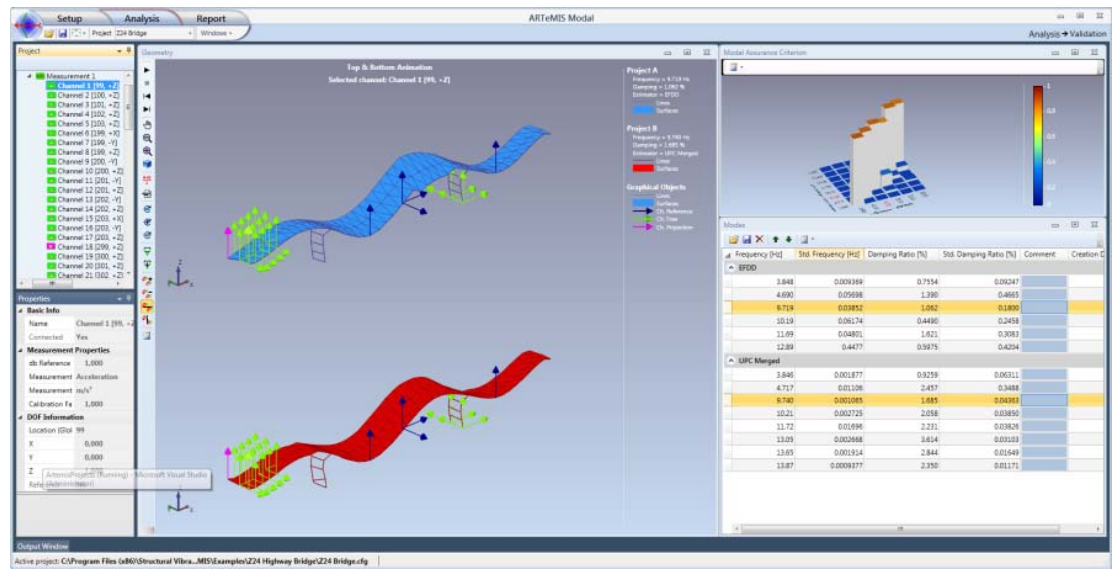 Setup Analysis Report
ARTeMIS Modal
Project Z24 Bridge Windows
Analysis → Validation
Project
Measurement 1
Channel 1 [99, +Z]
Channel 2 [100, +Z]
Channel 3 [101, +Z]
Channel 4 [102, +Z]
Channel 5 [103, +Z]
Channel 6 [199, +X]
Channel 7 [199, -Y]
Channel 8 [199, +Z]
Channel 9 [200, -Y]
Channel 10 [200, +Z]
Channel 11 [201, -Y]
Channel 12 [201, +Z]
Channel 13 [202, -Y]
Channel 14 [202, +Z]
Channel 15 [203, +X]
Channel 16 [203, -Y]
Channel 17 [203, +Z]
Channel 18 [299, +Z]
Channel 19 [300, +Z]
Channel 20 [301, +Z]
Channel 21 [302, +Z]
Properties
Basic Info
Name Channel 1 [99, +Z
Connected Yes
Measurement Properties
db Reference 1,000
Measurement Acceleration
Measurement m/s²
Calibration Fa 1,000
DOF Information
Location (Glol 99
X 0,000
Y 0,000
Z
ArtemisProjects (Running) - Microsoft Visual Studio
(Administrator)
Geometry
Top & Bottom Animation
Selected channel: Channel 1 [99, +Z]
Project A
Frequency = 9.719 Hz
Damping = 1.062 %
Estimator = EFDD
Lines
Surfaces
Project B
Frequency = 9.740 Hz
Damping = 1.685 %
Estimator = UPC Merged
Lines
Surfaces
Graphical Objects
Lines
Surfaces
Ch. Reference
Ch. Free
Ch. Projection
Modal Assurance Criterion
1
0.8
0.6
0.4
0.2
0
Modes
Frequency [Hz] Std. Frequency [Hz] Damping Ratio [%] Std. Damping Ratio [%] Comment Creation D
EFDD
3.848 0.009369 0.7554 0.09247
4.690 0.05698 1.390 0.4665
9.719 0.03852 1.062 0.1800
10.19 0.06174 0.4490 0.2458
11.69 0.04801 1.621 0.3083
12.89 0.4477 0.5975 0.4204
UPC Merged
3.846 0.001877 0.9259 0.06311
4.717 0.01106 2.457 0.3488
9.740 0.001065 1.685 0.04363
10.21 0.002725 2.058 0.03850
11.72 0.01696 2.231 0.03826
13.05 0.002668 3.614 0.03103
13.65 0.001914 2.844 0.01649
13.87 0.0009377 2.350 0.01171
Output Window
Active project: C:\Program Files (x86)\Structural Vibra...MIS\Examples\Z24 Highway Bridge\Z24 Bridge.cfg